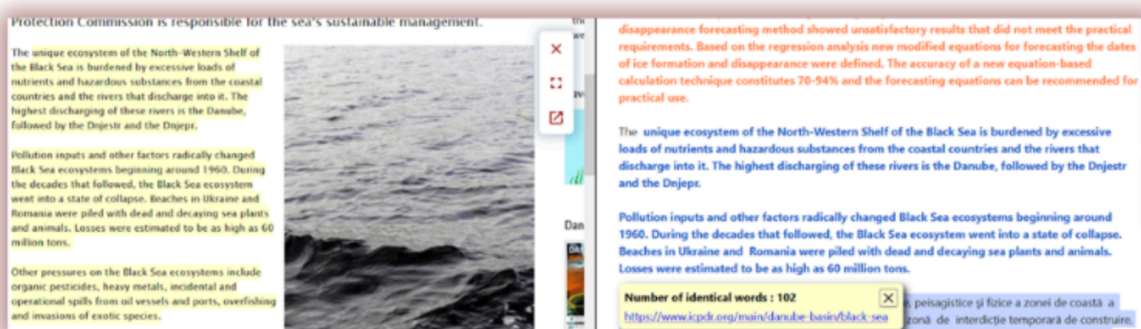 Protection Commission is responsible for the sea's sustainable management.
The unique ecosystem of the North-Western Shelf of
the Black Sea is burdened by excessive loads of
nutrients and hazardous substances from the coastal
countries and the rivers that discharge into it. The
highest discharging of these rivers is the Danube,
followed by the Dnjestr and the Dnjepr.
Pollution inputs and other factors radically changed
Black Sea ecosystems beginning around 1960. During
the decades that followed, the Black Sea ecosystem
went into a state of collapse. Beaches in Ukraine and
Romania were piled with dead and decaying sea plants
and animals. Losses were estimated to be as high as 60
million tons.
Other pressures on the Black Sea ecosystems include
organic pesticides, heavy metals, incidental and
operational spills from oil vessels and ports, overfishing
and invasions of exotic species.
Dan
disappearance forecasting method showed unsatisfactory results that did not meet the practical
requirements. Based on the regression analysis new modified equations for forecasting the dates
of ice formation and disappearance were defined. The accuracy of a new equation-based
calculation technique constitutes 70-94% and the forecasting equations can be recommended for
practical use.
The unique ecosystem of the North-Western Shelf of the Black Sea is burdened by excessive
loads of nutrients and hazardous substances from the coastal countries and the rivers that
discharge into it. The highest discharging of these rivers is the Danube, followed by the Dnjestr
and the Dnjepr.
Pollution inputs and other factors radically changed Black Sea ecosystems beginning around
1960. During the decades that followed, the Black Sea ecosystem went into a state of collapse.
Beaches in Ukraine and Romania were piled with dead and decaying sea plants and animals.
Losses were estimated to be as high as 60 million tons.
Number of identical words : 102
https://www.icpdr.org/main/danube-basin/black-sea
e, peisagistice şi fizice a zonei de coastă a
zonă de interdicţie temporară de construire,